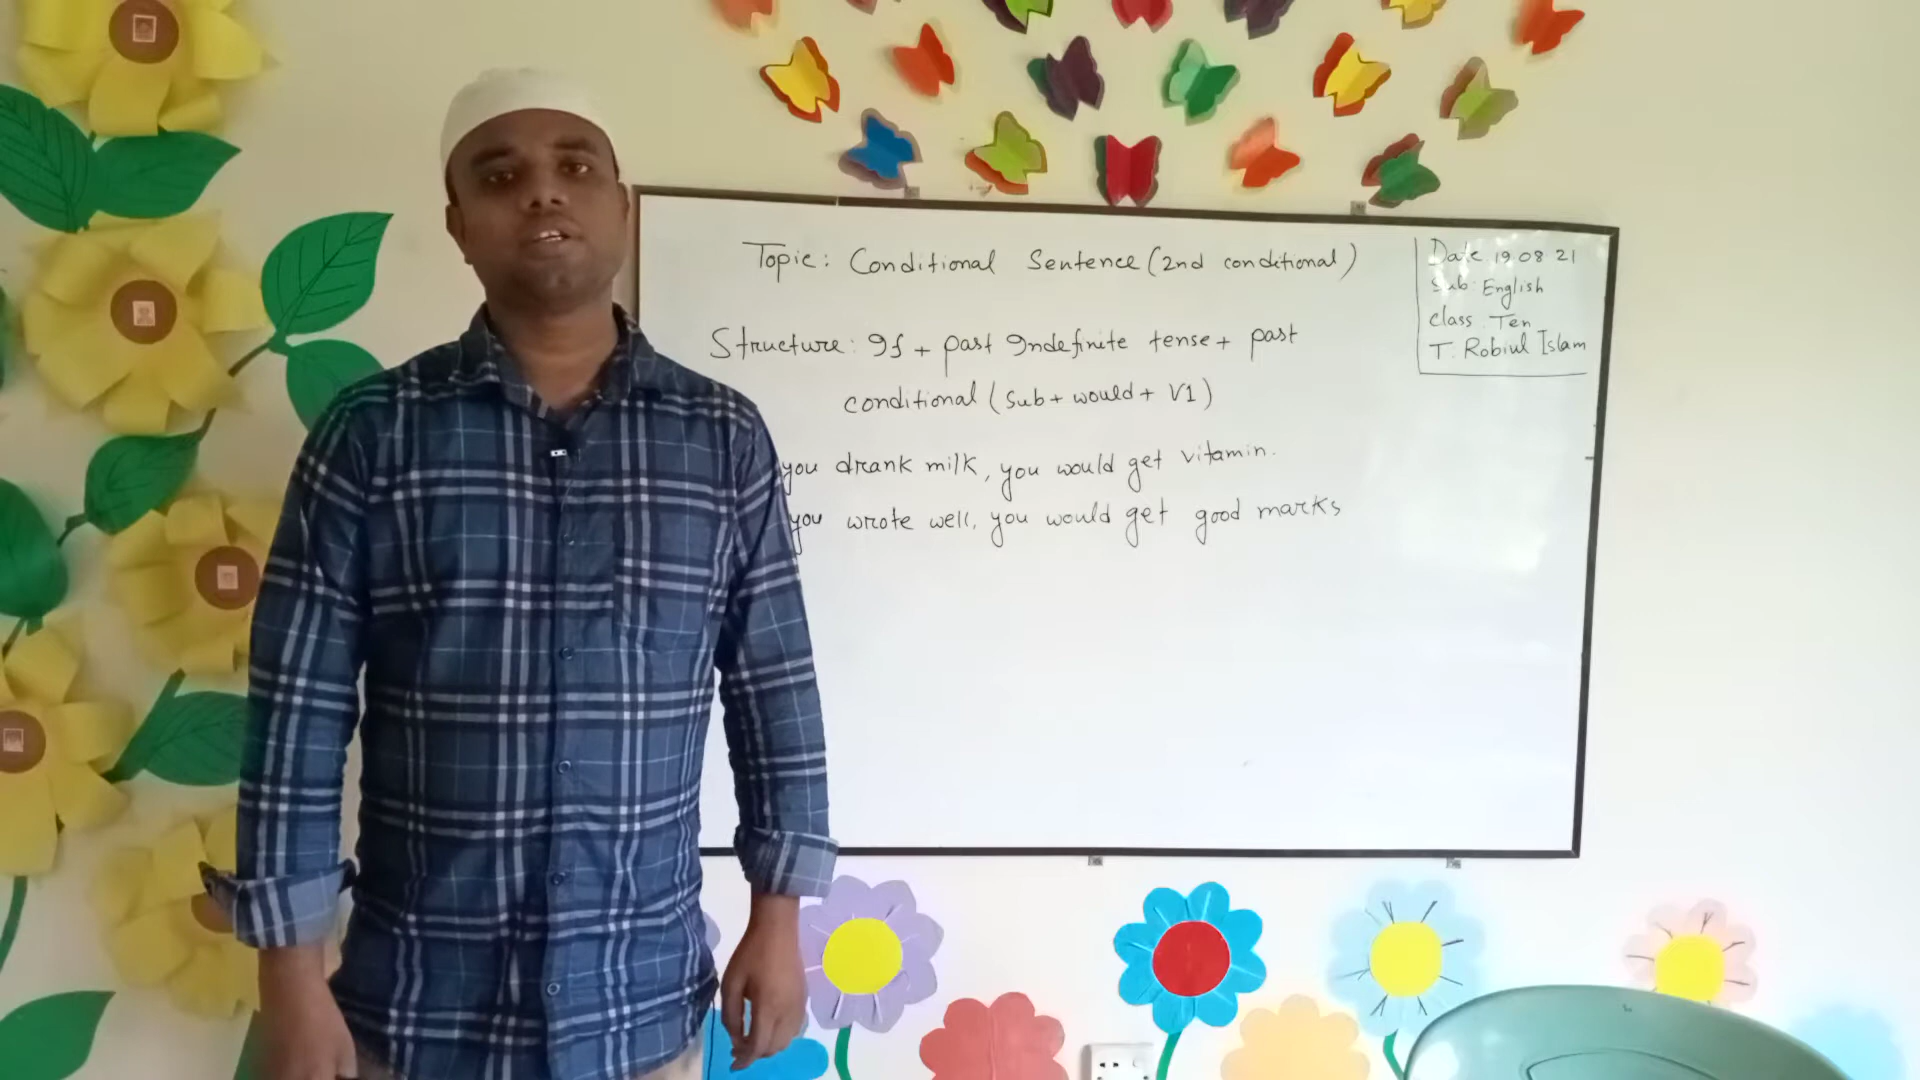 Topic: Conditional Sentence (2nd conditional)
Date. 19 08 21
Sub: English
class. Ten
T. Robiul Islam
Structure: If + past Indefinite tense + past
conditional (sub + would + V1)
you drank milk, you would get vitamin.
you wrote well, you would get good marks